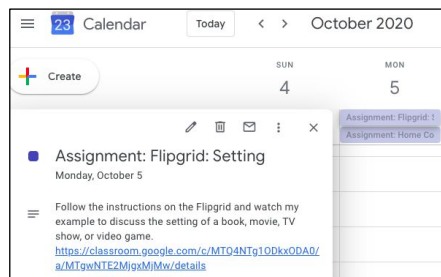 23 Calendar Today < > October 2020
Create
SUN MON
4 5
Assignment: Flipgrid: S
Assignment: Home Co
Assignment: Flipgrid: Setting
Monday, October 5
Follow the instructions on the Flipgrid and watch my
example to discuss the setting of a book, movie, TV
show, or video game.
https://classroom.google.com/c/MTQ4NTg1ODkxODA0/
a/MTgwNTE2MjgxMjMw/details